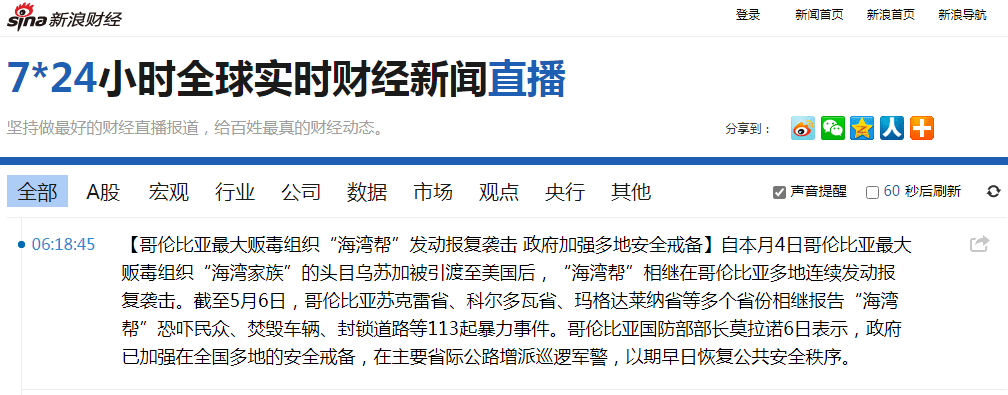 sina 新浪财经
登录 新闻首页 新浪首页 新浪导航
7*24小时全球实时财经新闻直播
坚持做最好的财经直播报道，给百姓最真的财经动态。
分享到：
全部 A股 宏观 行业 公司 数据 市场 观点 央行 其他
声音提醒 60 秒后刷新
06:18:45
【哥伦比亚最大贩毒组织“海湾帮”发动报复袭击 政府加强多地安全戒备】自本月4日哥伦比亚最大
贩毒组织“海湾家族”的头目乌苏加被引渡至美国后，“海湾帮”相继在哥伦比亚多地连续发动报
复袭击。截至5月6日，哥伦比亚苏克雷省、科尔多瓦省、玛格达莱纳省等多个省份相继报告“海湾
帮”恐吓民众、焚毁车辆、封锁道路等113起暴力事件。哥伦比亚国防部部长莫拉诺6日表示，政府
已加强在全国多地的安全戒备，在主要省际公路增派巡逻军警，以期早日恢复公共安全秩序。